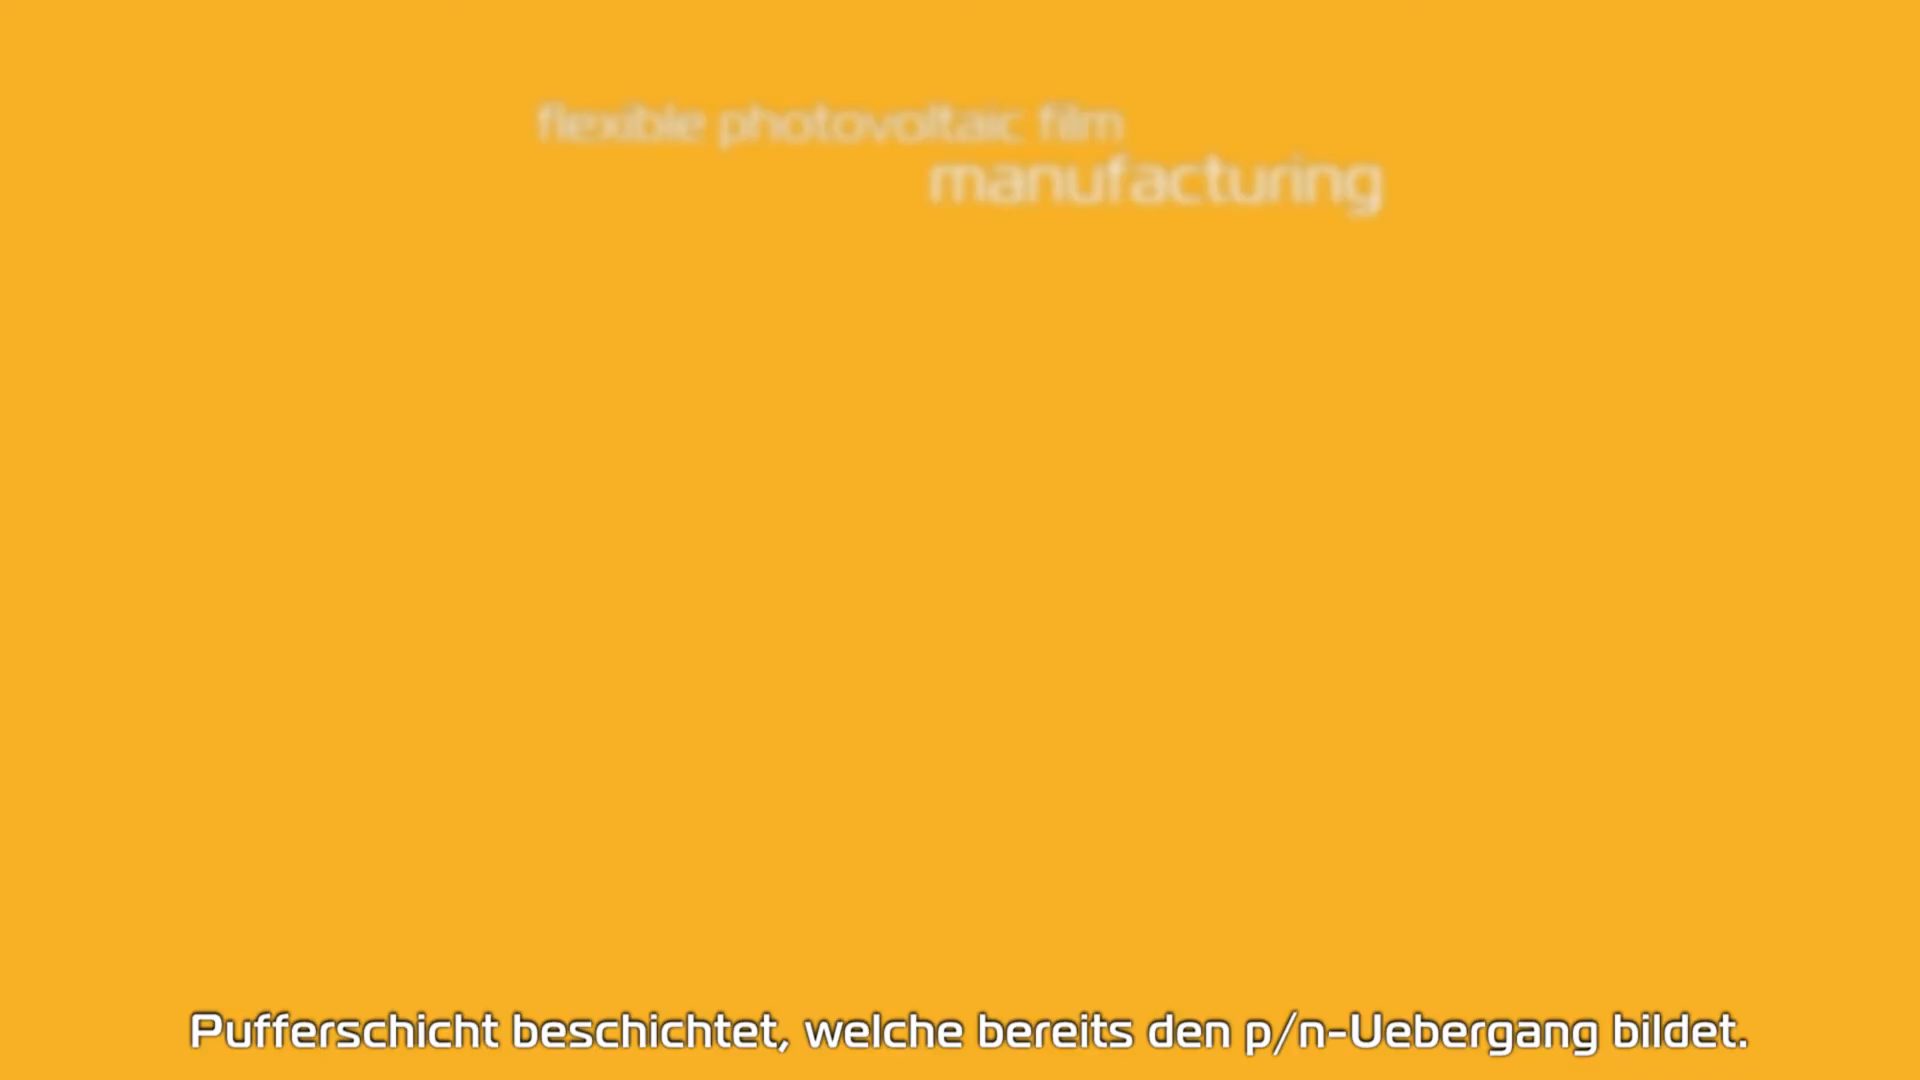 flexible photovoltaic film
manufacturing
Pufferschicht beschichtet, welche bereits den p/n-Uebergang bildet.